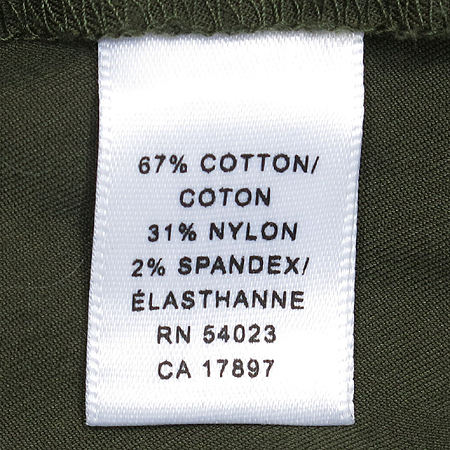 67% COTTON/
COTON
31% NYLON
2% SPANDEX/
ÉLASTHANNE
RN 54023
CA 17897